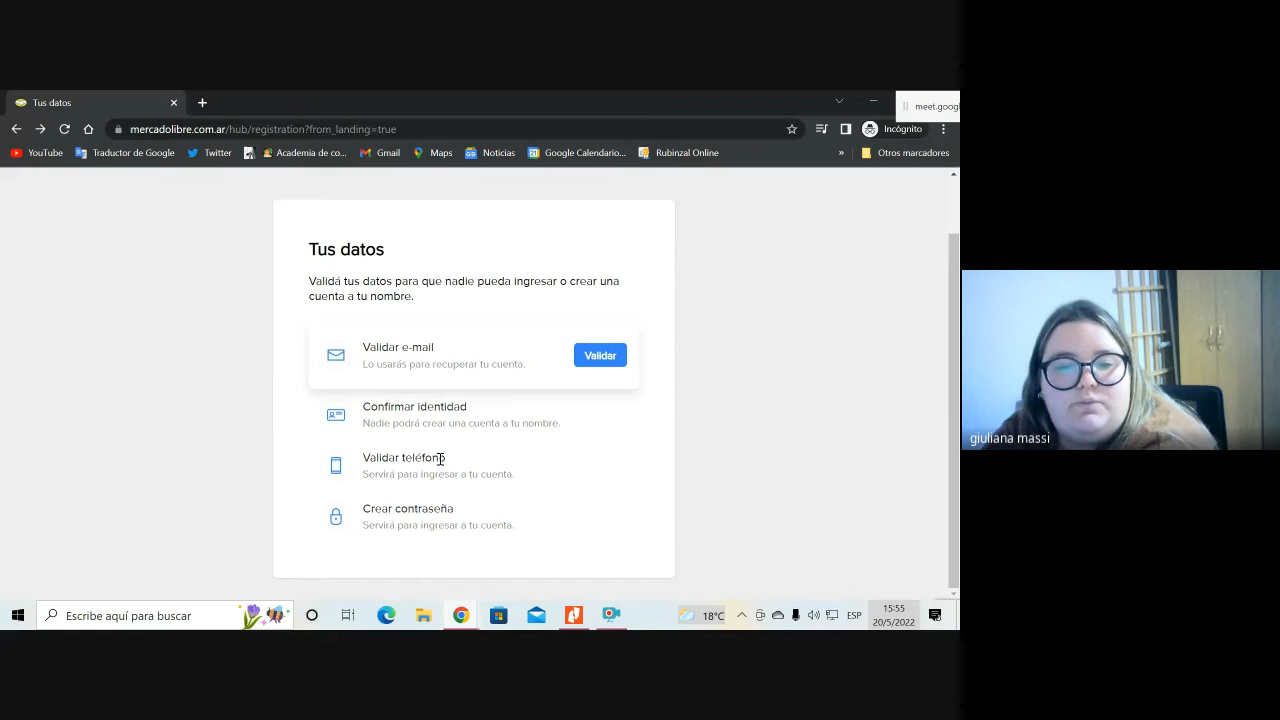 Tus datos
meet.goog
mercadolibre.com.ar/hub/registration?from_landing=true
Incógnito
YouTube
Traductor de Google
Twitter
Academia de co...
Gmail
Maps
Noticias
Google Calendario...
Rubinzal Online
»
Otros marcadores
Tus datos
Validá tus datos para que nadie pueda ingresar o crear una
cuenta a tu nombre.
Validar e-mail
Lo usarás para recuperar tu cuenta.
Validar
Confirmar identidad
Nadie podrá crear una cuenta a tu nombre.
Validar teléfono
Servirá para ingresar a tu cuenta.
Crear contraseña
Servirá para ingresar a tu cuenta.
giuliana massi
Escribe aquí para buscar
18°C
ESP
15:55
20/5/2022